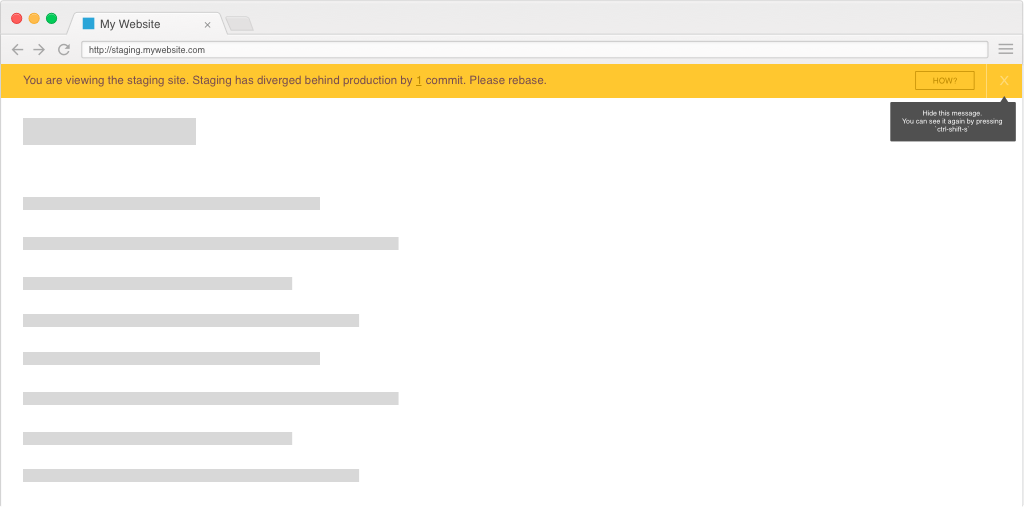 My Website
http://staging.mywebsite.com
You are viewing the staging site. Staging has diverged behind production by 1 commit. Please rebase.
HOW?
X
Hide this message.
You can see it again by pressing
`ctrl-shift-s`